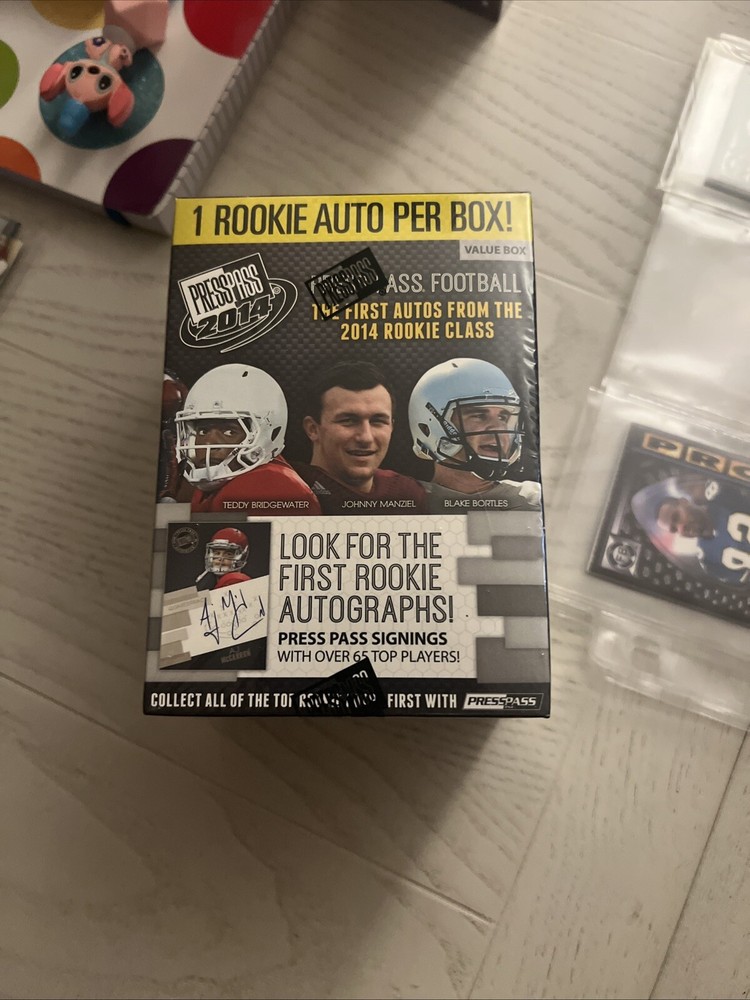 1 ROOKIE AUTO PER BOX!
VALUE BOX
PRESS PASS
2014
PASS FOOTBALL
THE FIRST AUTOS FROM THE
2014 ROOKIE CLASS
TEDDY BRIDGEWATER
JOHNNY MANZIEL
BLAKE BORTLES
LOOK FOR THE
FIRST ROOKIE
AUTOGRAPHS!
PRESS PASS SIGNINGS
WITH OVER 65 TOP PLAYERS!
COLLECT ALL OF THE TOP
FIRST WITH
PRESS PASS